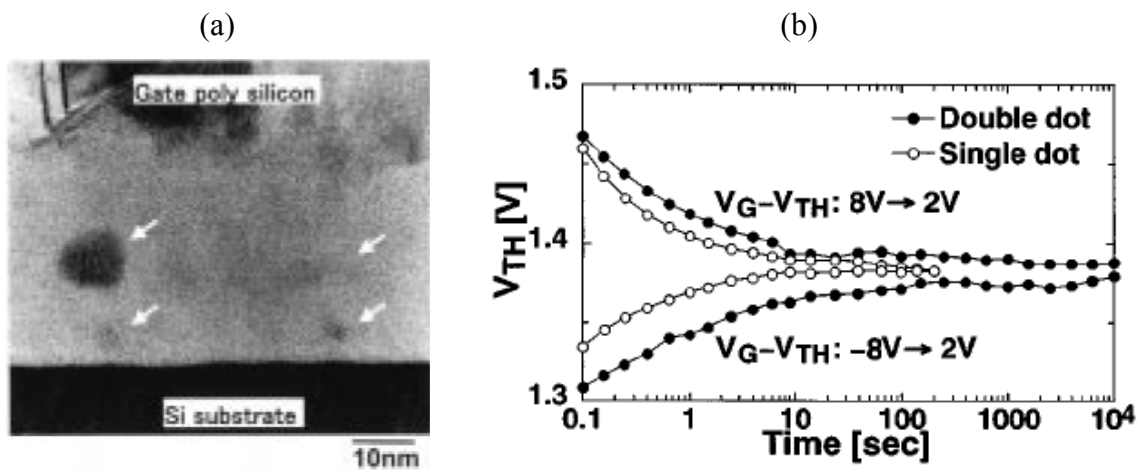 (a)
Gate poly silicon
Si substrate
10nm
(b)
1.5
1.4
1.3
VTH [V]
Double dot
Single dot
VG–VTH: 8V→ 2V
VG–VTH: –8V→ 2V
0.1 1 10 100 1000 10⁴
Time [sec]